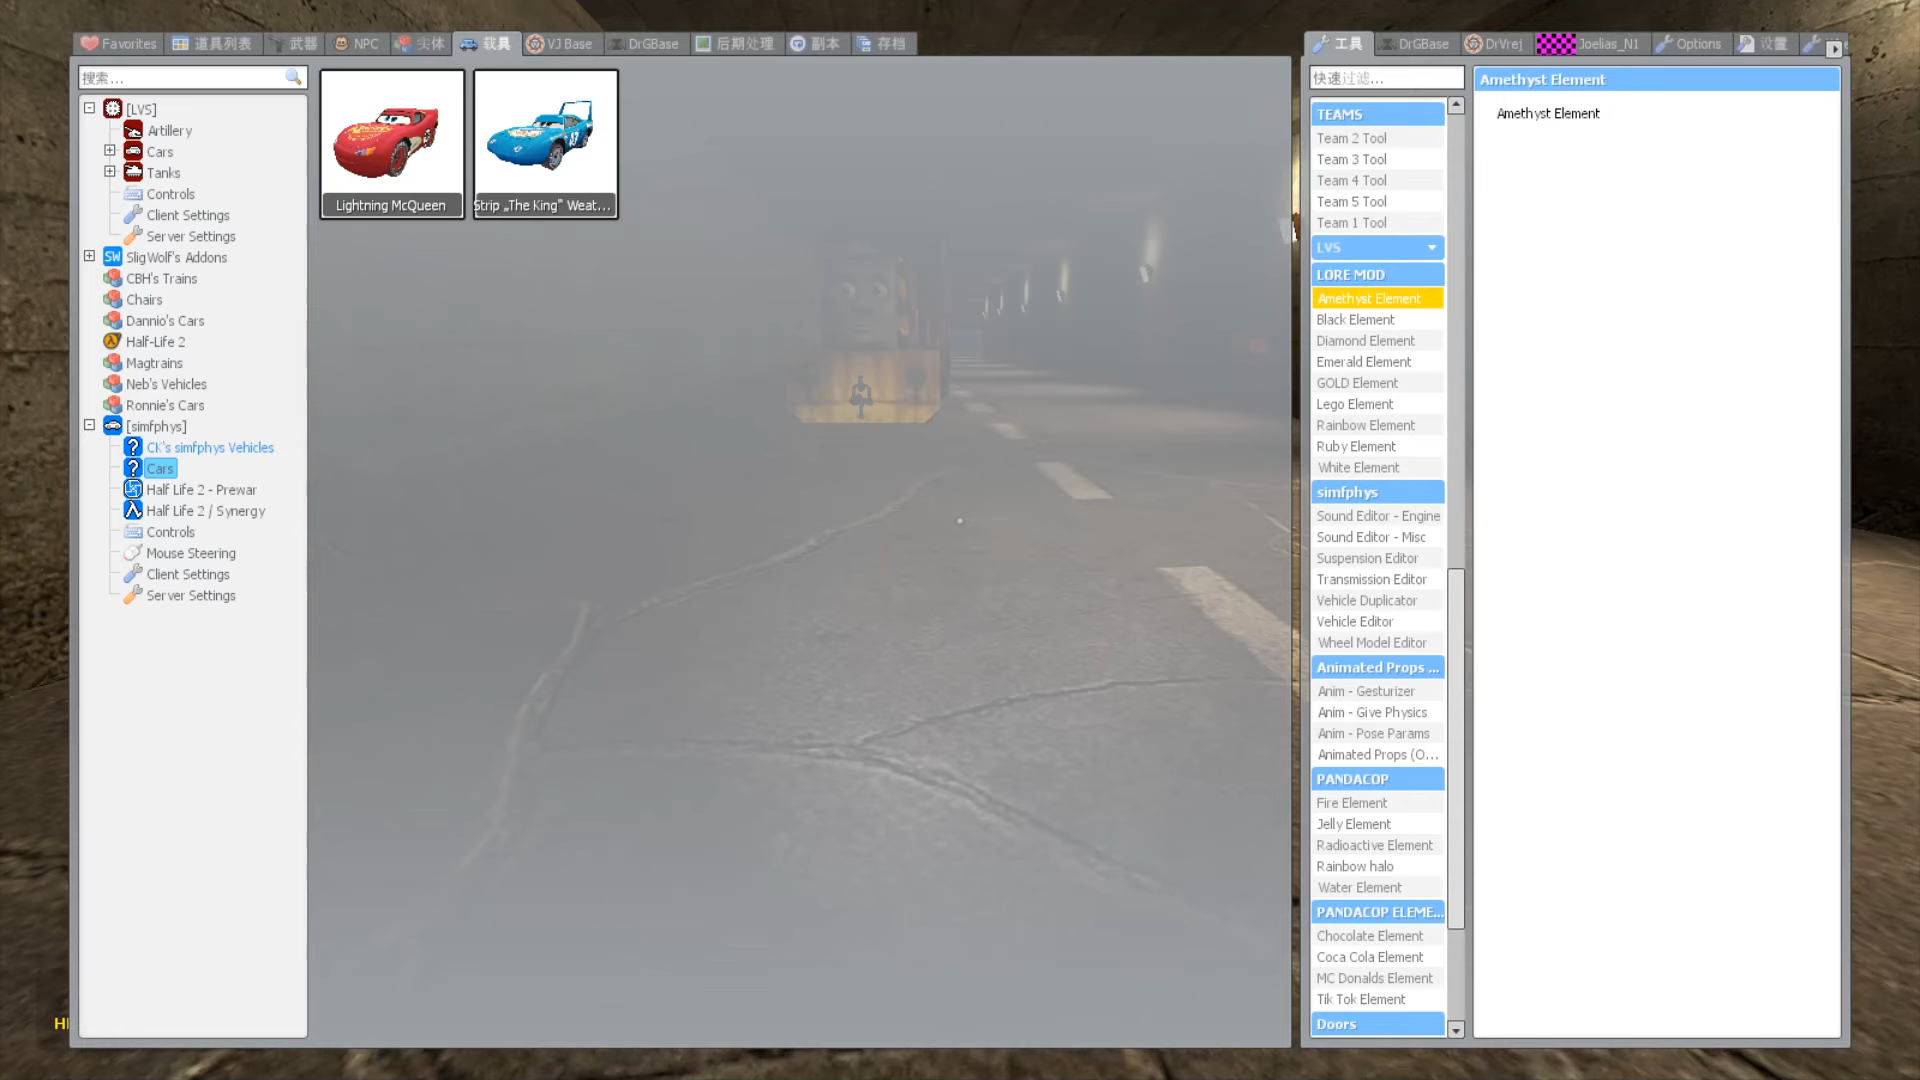 Favorites 道具列表 武器 NPC 实体 载具 VJ Base DrGBase 后期处理 副本 存档
搜索...
[LVS]
Artillery
Cars
Tanks
Controls
Client Settings
Server Settings
SligWolf's Addons
CBH's Trains
Chairs
Dannio's Cars
Half-Life 2
Magtrains
Neb's Vehicles
Ronnie's Cars
[simfphys]
CK's simfphys Vehicles
Cars
Half Life 2 - Prewar
Half Life 2 / Synergy
Controls
Mouse Steering
Client Settings
Server Settings
Lightning McQueen
Strip „The King" Weat...
43
工具 DrGBase DrVrej Joelias_N1 Options 设置
快速过滤...
TEAMS
Team 2 Tool
Team 3 Tool
Team 4 Tool
Team 5 Tool
Team 1 Tool
LVS
LORE MOD
Amethyst Element
Black Element
Diamond Element
Emerald Element
GOLD Element
Lego Element
Rainbow Element
Ruby Element
White Element
simfphys
Sound Editor - Engine
Sound Editor - Misc
Suspension Editor
Transmission Editor
Vehicle Duplicator
Vehicle Editor
Wheel Model Editor
Animated Props ...
Anim - Gesturizer
Anim - Give Physics
Anim - Pose Params
Animated Props (O...
PANDACOP
Fire Element
Jelly Element
Radioactive Element
Rainbow halo
Water Element
PANDACOP ELEME...
Chocolate Element
Coca Cola Element
MC Donalds Element
Tik Tok Element
Doors
Amethyst Element
Amethyst Element